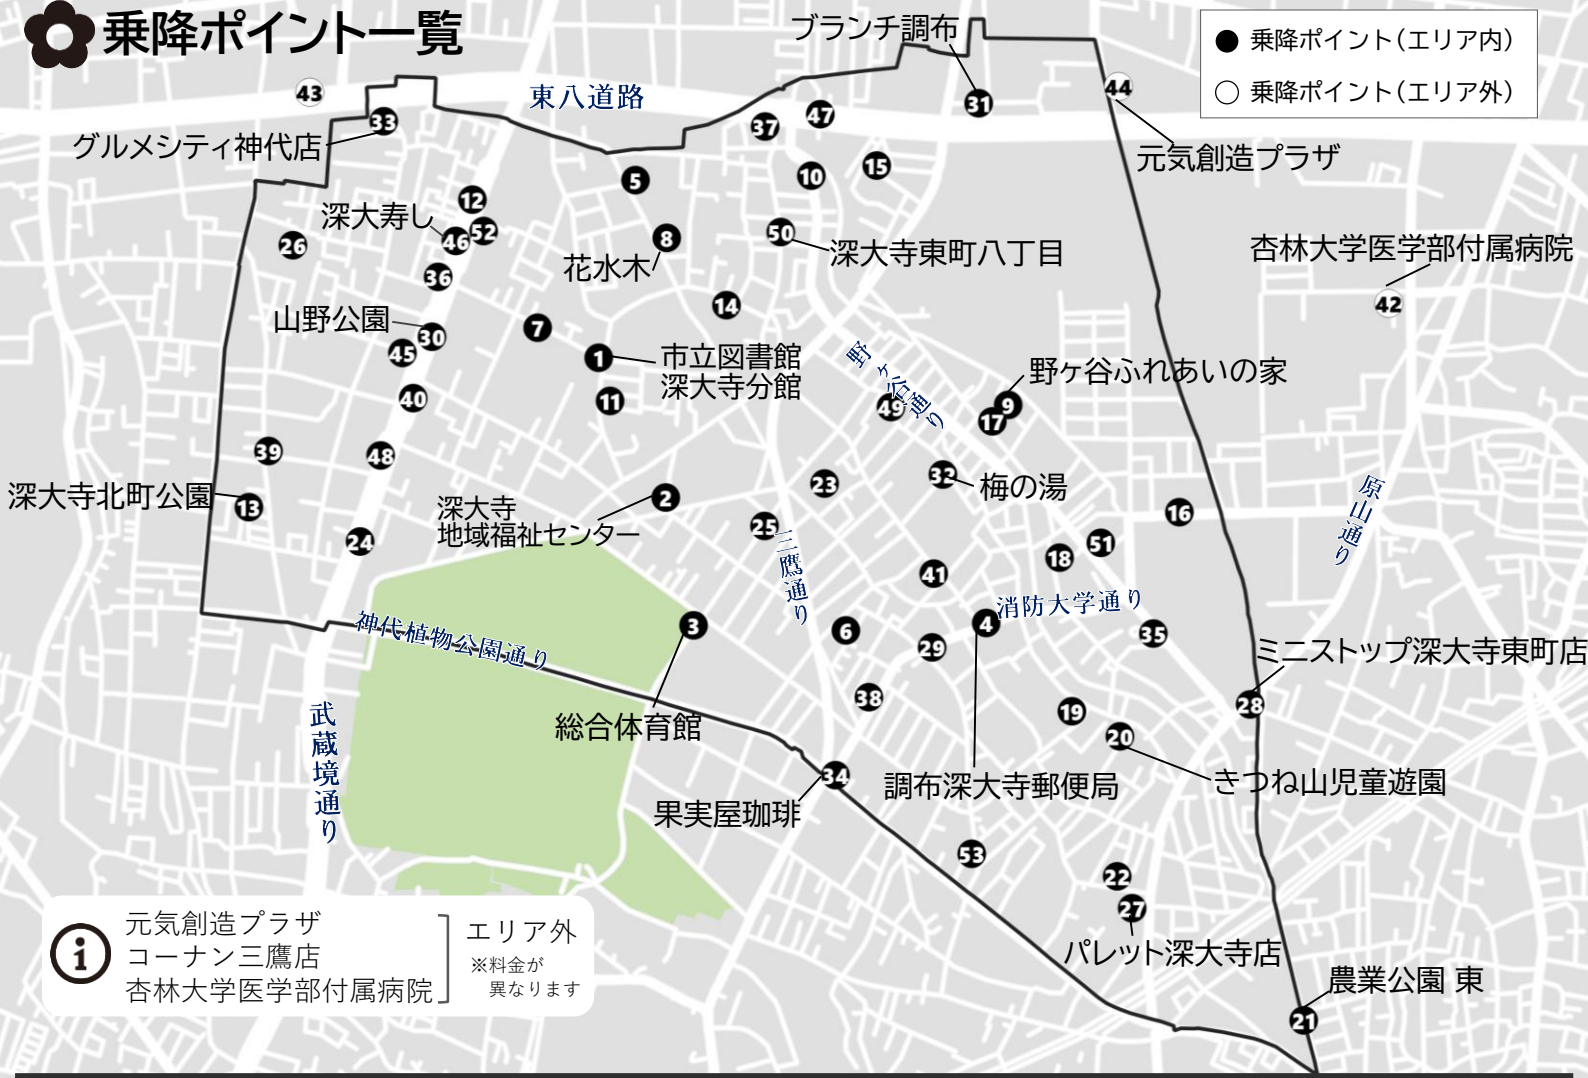 乗降ポイント一覧
ブランチ調布
● 乗降ポイント（エリア内）
○ 乗降ポイント（エリア外）
43
東八道路
44
33
37
47
31
グルメシティ神代店
元気創造プラザ
5
10
15
12
深大寿し
46
52
26
8
50
花水木
深大寺東町八丁目
杏林大学医学部付属病院
36
42
14
山野公園
30
7
45
1
市立図書館
深大寺分館
野ヶ谷通り
野ヶ谷ふれあいの家
40
11
49
9
17
39
48
深大寺北町公園
13
深大寺
地域福祉センター
2
23
32
梅の湯
原山通り
16
24
25
三鷹通り
51
18
41
消防大学通り
神代植物公園通り
3
6
4
29
35
ミニストップ深大寺東町店
武蔵境通り
総合体育館
38
19
28
20
34
果実屋珈琲
調布深大寺郵便局
きつね山児童遊園
53
22
27
パレット深大寺店
農業公園 東
21
元気創造プラザ
コーナン三鷹店
杏林大学医学部付属病院
エリア外
※料金が
異なります